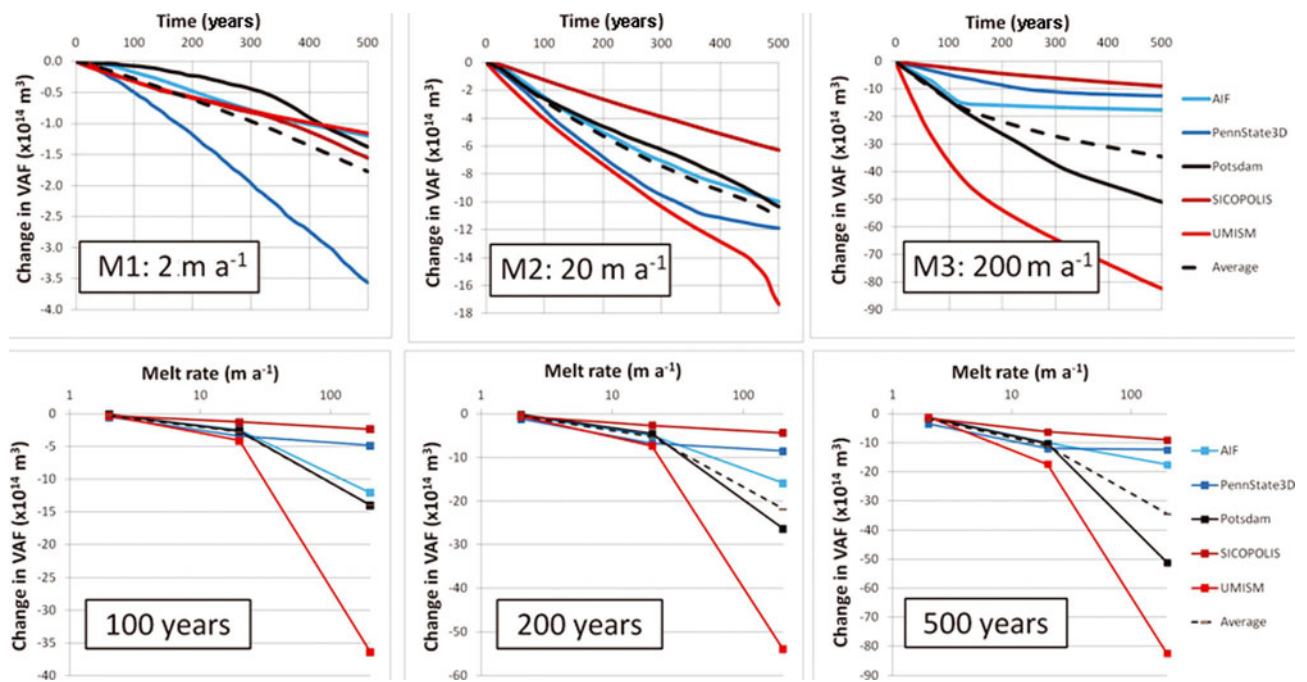 Time (years)
0 100 200 300 400 500
0.0
-0.5
-1.0
-1.5
-2.0
-2.5
-3.0
-3.5
-4.0
Change in VAF (x10¹⁴ m³)
M1: 2 m a⁻¹
Time (years)
0 100 200 300 400 500
0
-2
-4
-6
-8
-10
-12
-14
-16
-18
Change in VAF (x10¹⁴ m³)
M2: 20 m a⁻¹
Time (years)
0 100 200 300 400 500
0
-10
-20
-30
-40
-50
-60
-70
-80
-90
Change in VAF (x10¹⁴ m³)
M3: 200 m a⁻¹
AIF
PennState3D
Potsdam
SICOPOLIS
UMISM
Average
Melt rate (m a⁻¹)
1 10 100
0
-5
-10
-15
-20
-25
-30
-35
-40
Change in VAF (x10¹⁴ m³)
100 years
Melt rate (m a⁻¹)
1 10 100
0
-10
-20
-30
-40
-50
-60
Change in VAF (x10¹⁴ m³)
200 years
Melt rate (m a⁻¹)
1 10 100
0
-10
-20
-30
-40
-50
-60
-70
-80
-90
Change in VAF (x10¹⁴ m³)
500 years
AIF
PennState3D
Potsdam
SICOPOLIS
UMISM
Average